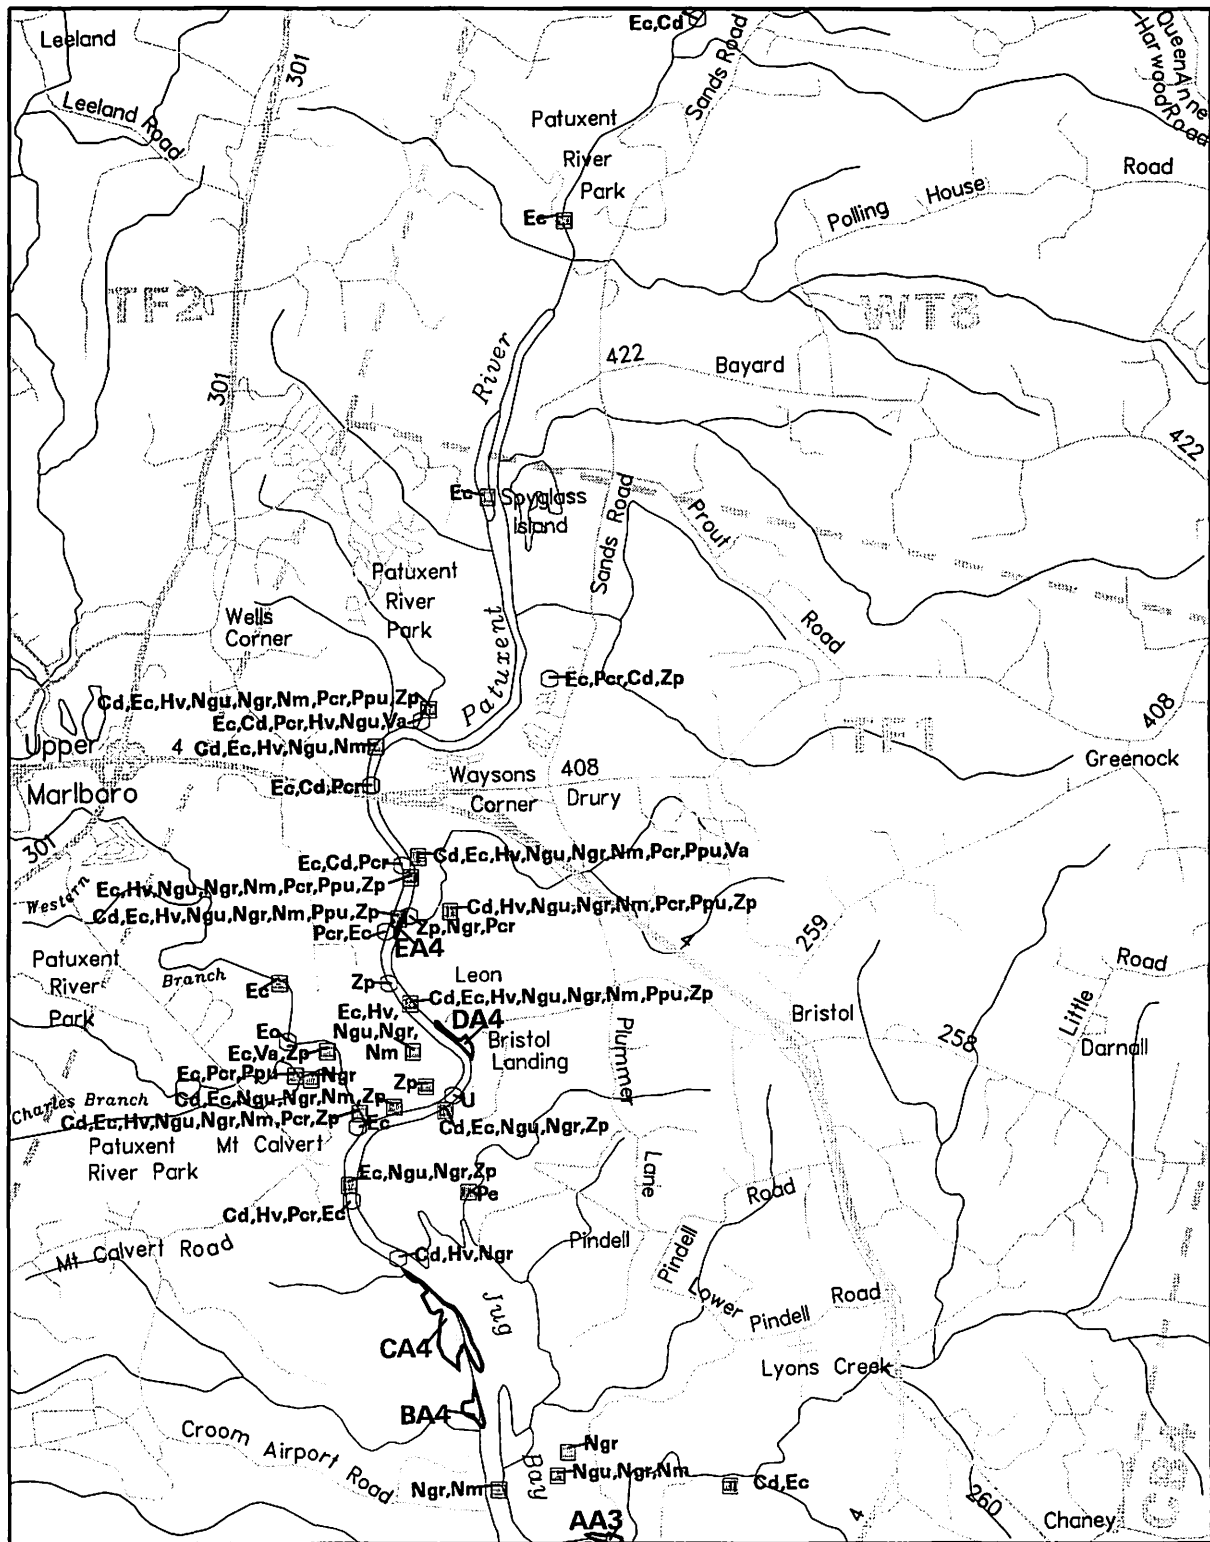 Ec,Cd
Leeland
301
Sands Road
Queen Anne
Harwood Road
Leeland Road
Patuxent
River
Park
Polling House Road
Ec
TF2
WT8
River
422
Bayard
301
422
Ec
Spyglass
Island
Sands Road
Prout
Patuxent
River
Park
Wells
Corner
Patuxent
Road
Ec,Pcr,Cd,Zp
Cd,Ec,Hv,Ngu,Ngr,Nm,Pcr,Ppu,Zp
Ec,Cd,Pcr,Hv,Ngu,Va
408
TF1
Upper
Marlboro
4
Cd,Ec,Hv,Ngu,Nm
Greenock
Ec,Cd,Pcr
Waysons
Corner
408
Drury
301
Ec,Cd,Pcr
Cd,Ec,Hv,Ngu,Ngr,Nm,Pcr,Ppu,Va
Ec,Hv,Ngu,Ngr,Nm,Pcr,Ppu,Zp
Western
Cd,Ec,Hv,Ngu,Ngr,Nm,Ppu,Zp
Cd,Hv,Ngu,Ngr,Nm,Pcr,Ppu,Zp
Pcr,Ec
Zp,Ngr,Pcr
EA4
4
259
Patuxent
River
Park
Branch
Ec
Zp
Leon
Road
Cd,Ec,Hv,Ngu,Ngr,Nm,Ppu,Zp
Ec,Hv,
Ngu,Ngr,
Nm
DA4
Bristol
Landing
Plummer
Bristol
258
Little
Darnall
Ec
Ec,Va,Zp
Ec,Pcr,Ppu
Ngr
Zp
U
Charles Branch
Cd,Ec,Ngu,Ngr,Nm,Zp
Cd,Ec,Hv,Ngu,Ngr,Nm,Pcr,Zp
Ec
Cd,Ec,Ngu,Ngr,Zp
Patuxent
River Park
Mt Calvert
Ec,Ngu,Ngr,Zp
Pe
Lane
Road
Cd,Hv,Pcr,Ec
Mt Calvert Road
Cd,Hv,Ngr
Pindell
Pindell
Jug
Lower Pindell Road
CA4
Lyons Creek
BA4
Croom Airport Road
Ngr
Bay
Ngu,Ngr,Nm
Ngr,Nm
Cd,Ec
260
4
CB4
AA3
Chaney